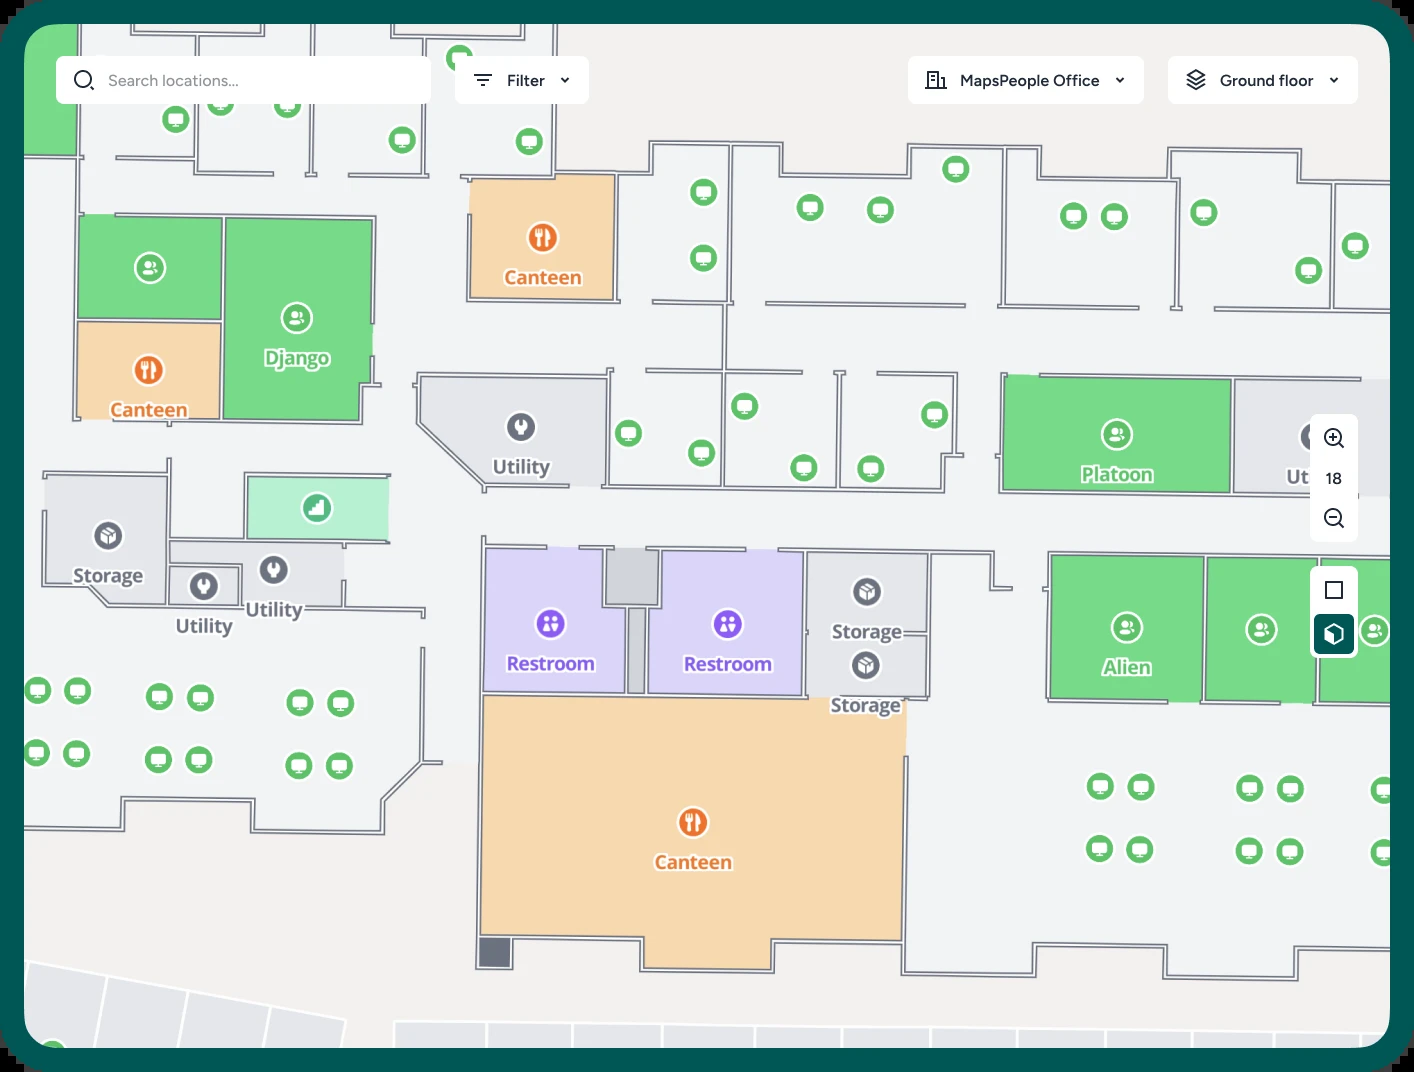 Search locations...
Filter
MapsPeople Office
Ground floor
Canteen
Django
Canteen
Utility
Platoon
Ut
18
Storage
Utility
Utility
Restroom
Restroom
Storage
Storage
Alien
Canteen